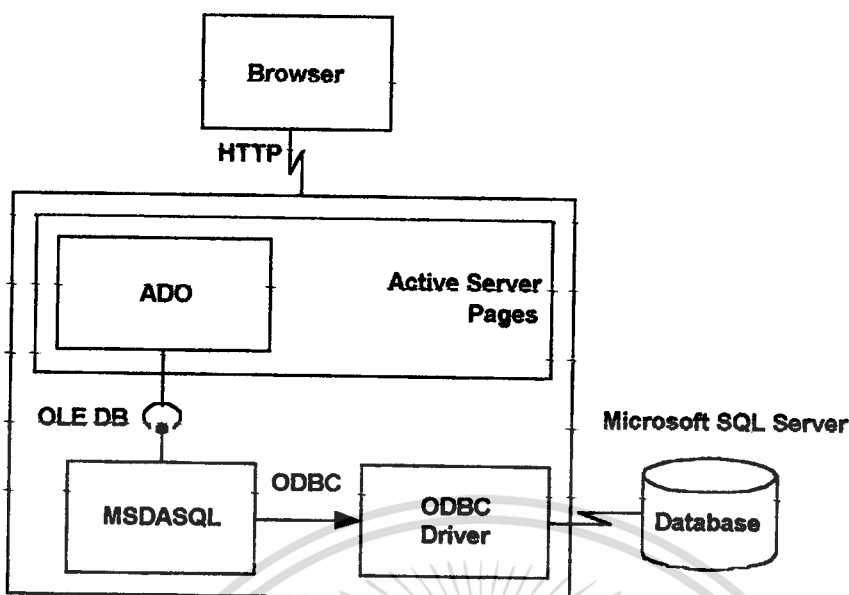 Browser
HTTP
ADO
Active Server
Pages
OLE DB
Microsoft SQL Server
MSDASQL
ODBC
ODBC
Driver
Database